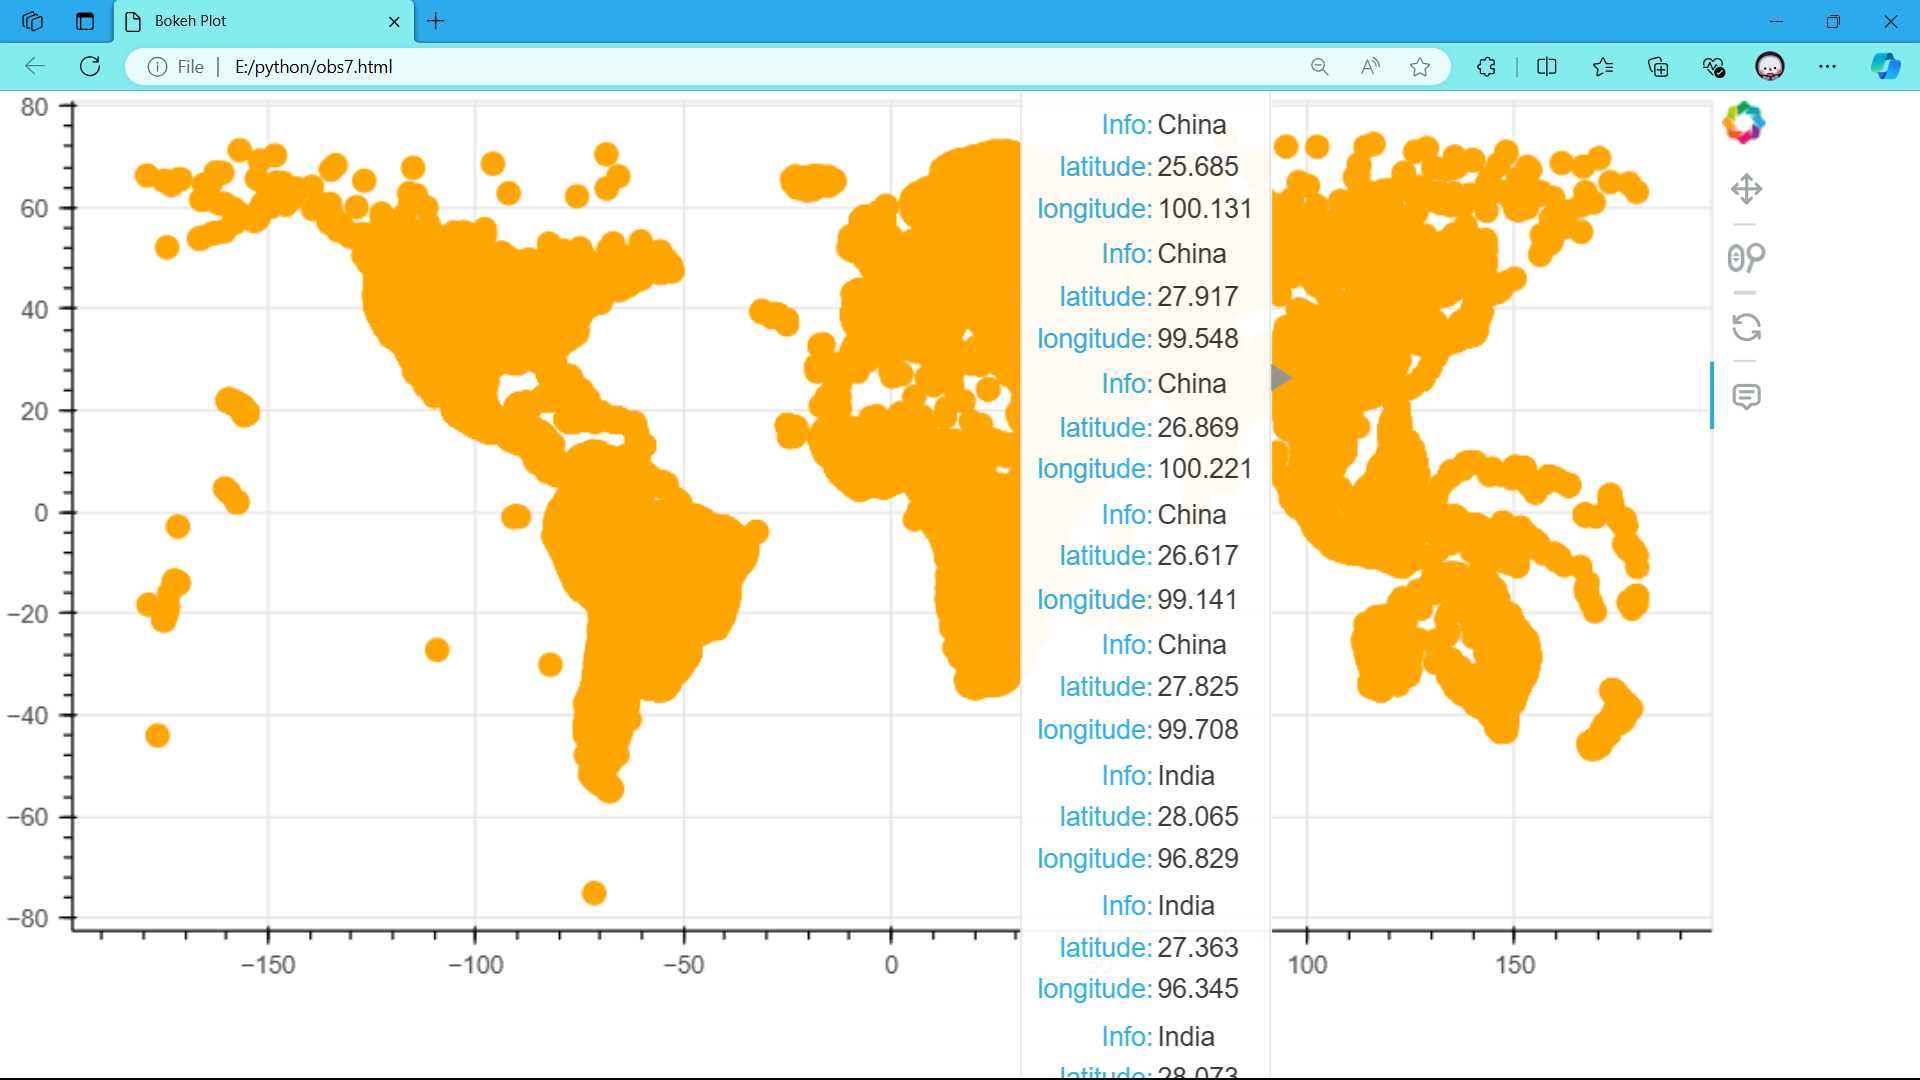 Bokeh Plot
File
E:/python/obs7.html
80
60
40
20
0
−20
−40
−60
−80
−150
−100
−50
0
50
100
150
Info: China
latitude: 25.685
longitude: 100.131
Info: China
latitude: 27.917
longitude: 99.548
Info: China
latitude: 26.869
longitude: 100.221
Info: China
latitude: 26.617
longitude: 99.141
Info: China
latitude: 27.825
longitude: 99.708
Info: India
latitude: 28.065
longitude: 96.829
Info: India
latitude: 27.363
longitude: 96.345
Info: India
latitude: 28.073